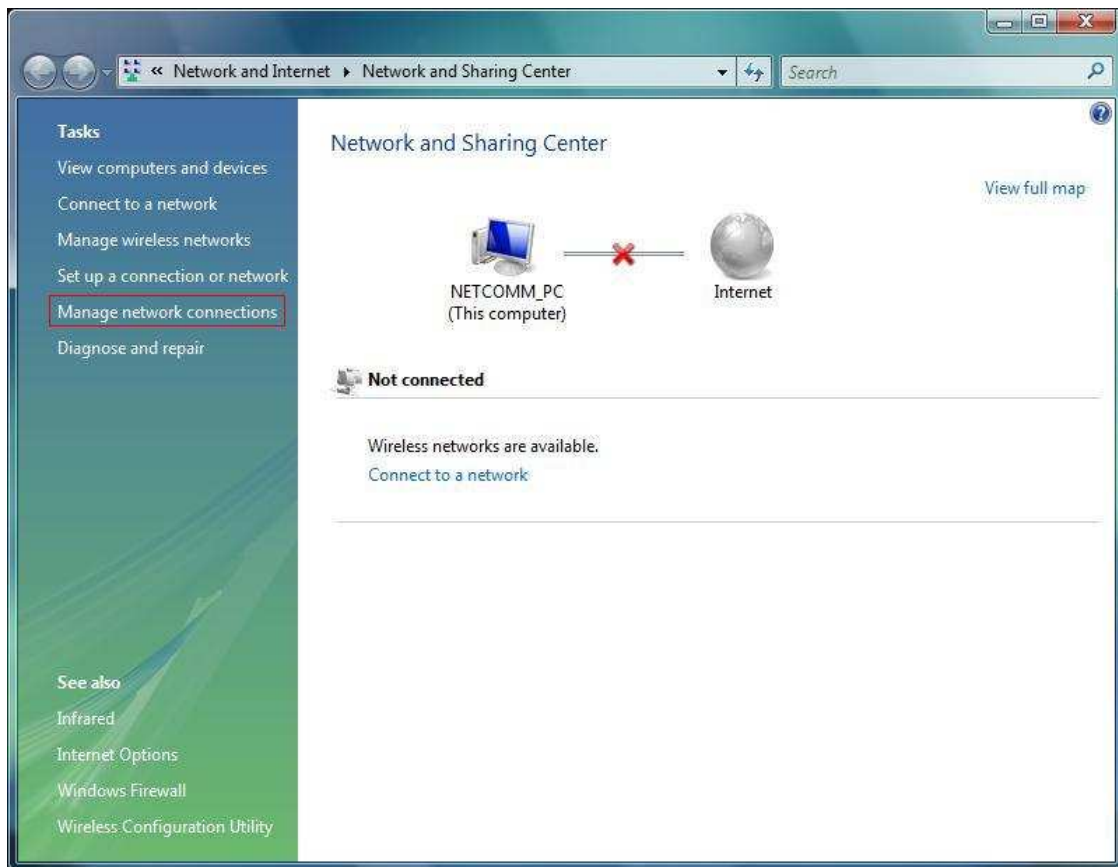 « Network and Internet ▸ Network and Sharing Center
Search
Tasks
View computers and devices
Connect to a network
Manage wireless networks
Set up a connection or network
Manage network connections
Diagnose and repair
See also
Infrared
Internet Options
Windows Firewall
Wireless Configuration Utility
Network and Sharing Center
View full map
NETCOMM_PC
(This computer)
Internet
Not connected
Wireless networks are available.
Connect to a network